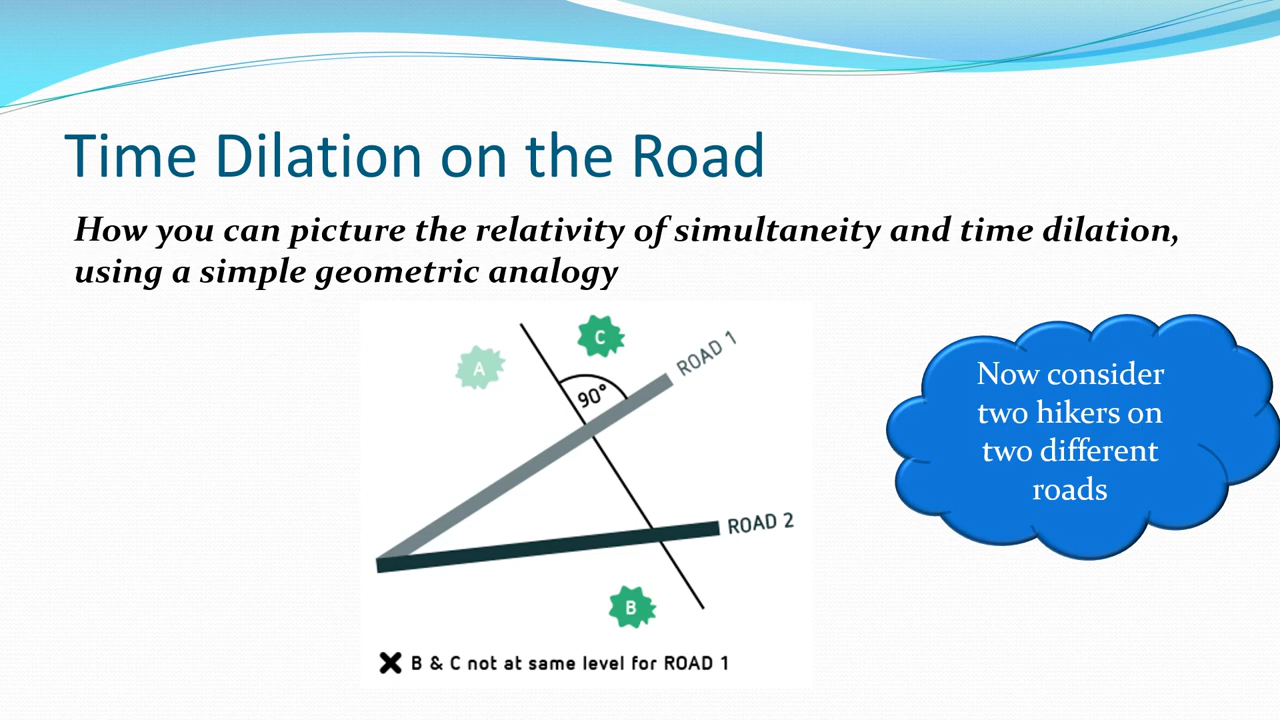 Time Dilation on the Road
How you can picture the relativity of simultaneity and time dilation,
using a simple geometric analogy
A
C
ROAD 1
90°
ROAD 2
B
B & C not at same level for ROAD 1
Now consider
two hikers on
two different
roads